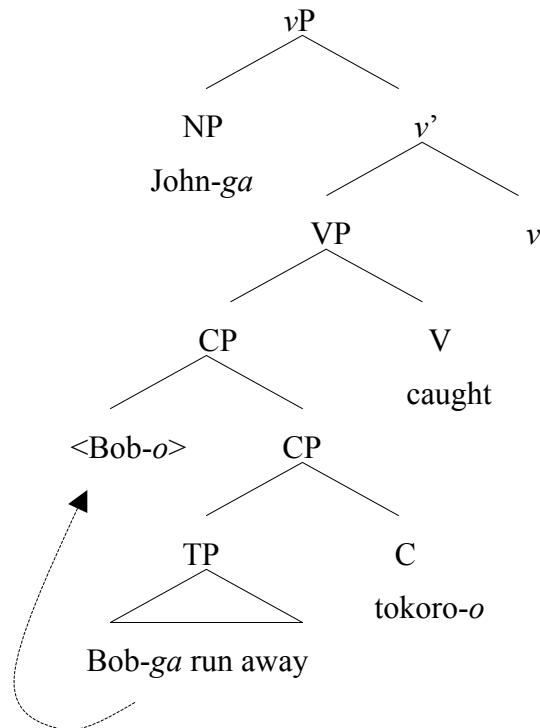 vP
NP v’
John-ga
VP v
CP V
caught
<Bob-o> CP
TP C
tokoro-o
Bob-ga run away